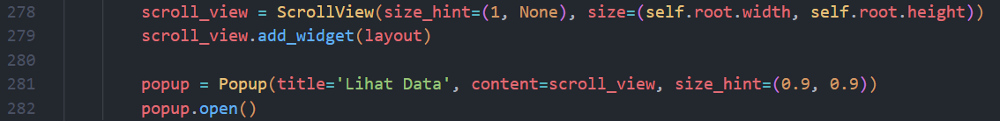 278 scroll_view = ScrollView(size_hint=(1, None), size=(self.root.width, self.root.height))
279 scroll_view.add_widget(layout)
280
281 popup = Popup(title='Lihat Data', content=scroll_view, size_hint=(0.9, 0.9))
282 popup.open()